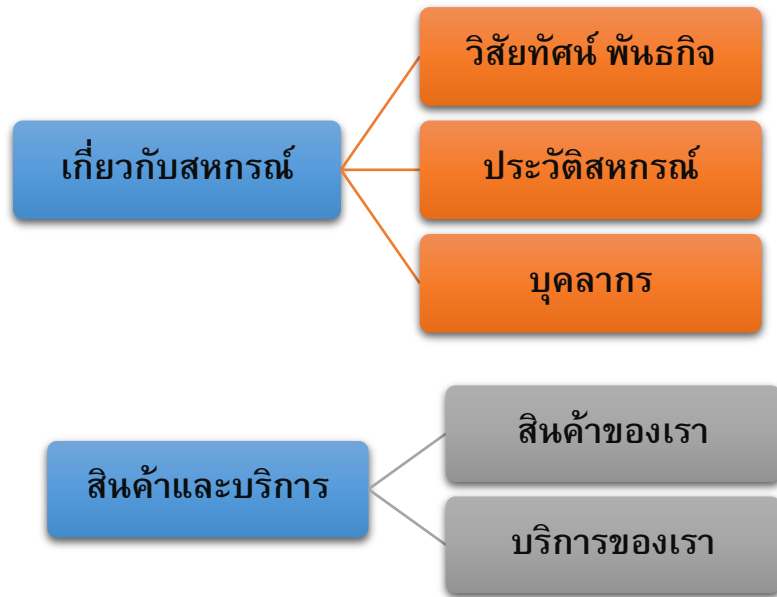 เกี่ยวกับสหกรณ์
วิสัยทัศน์ พันธกิจ
ประวัติสหกรณ์
บุคลากร
สินค้าและบริการ
สินค้าของเรา
บริการของเรา